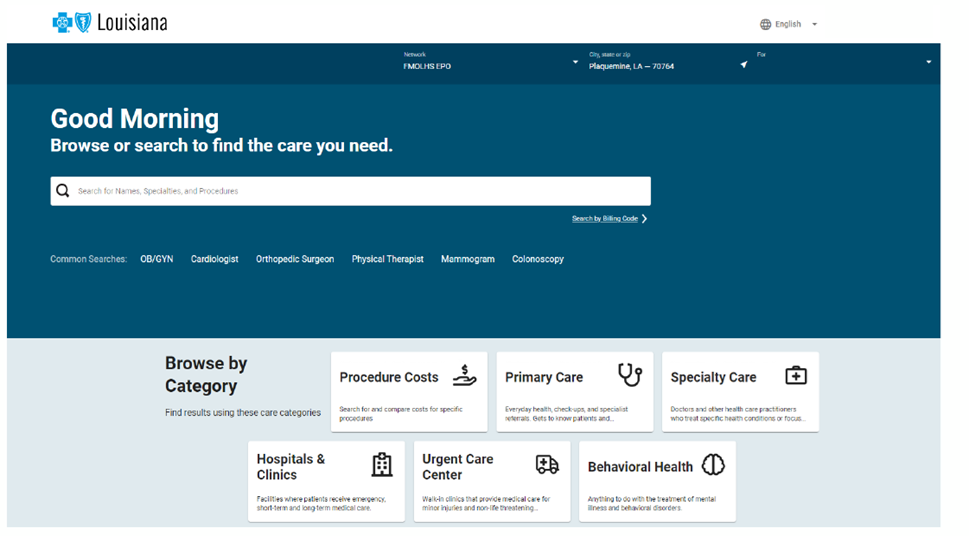 Louisiana
English
Network
FMOLHS EPO
City, state or zip
Plaquemine, LA — 70764
For
Good Morning
Browse or search to find the care you need.
Search for Names, Specialties, and Procedures
Search by Billing Code
Common Searches: OB/GYN Cardiologist Orthopedic Surgeon Physical Therapist Mammogram Colonoscopy
Browse by
Category
Find results using these care categories
Procedure Costs
Search for and compare costs for specific
procedures
Primary Care
Everyday health, check-ups, and specialist
referrals. Gets to know patients and...
Specialty Care
Doctors and other health care practitioners
who treat specific health conditions or focus...
Hospitals &
Clinics
Facilities where patients receive emergency,
short-term and long-term medical care.
Urgent Care
Center
Walk-in clinics that provide medical care for
minor injuries and non-life threatening...
Behavioral Health
Anything to do with the treatment of mental
illness and behavioral disorders.